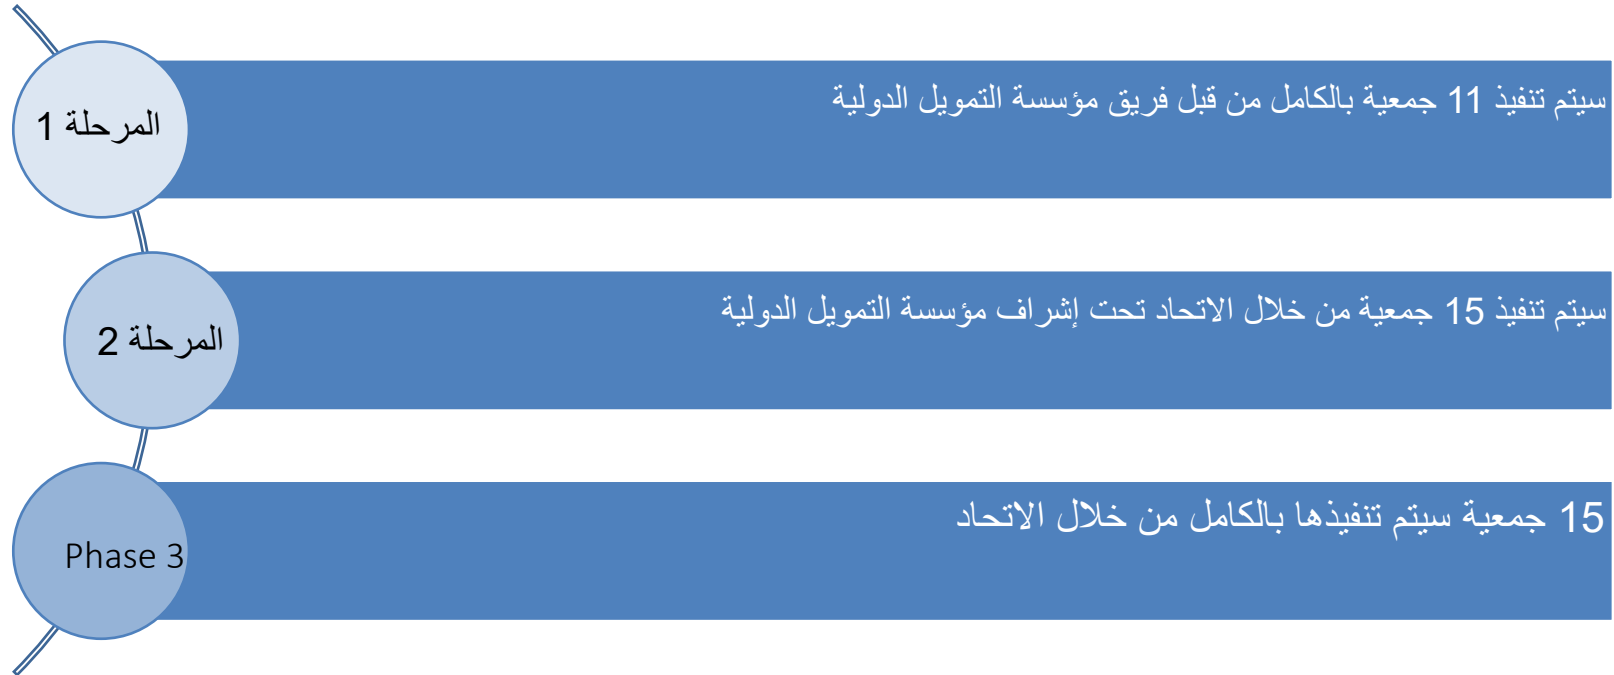 المرحلة 1
سيتم تنفيذ 11 جمعية بالكامل من قبل فريق مؤسسة التمويل الدولية
المرحلة 2
سيتم تنفيذ 15 جمعية من خلال الاتحاد تحت إشراف مؤسسة التمويل الدولية
Phase 3
15 جمعية سيتم تنفيذها بالكامل من خلال الاتحاد